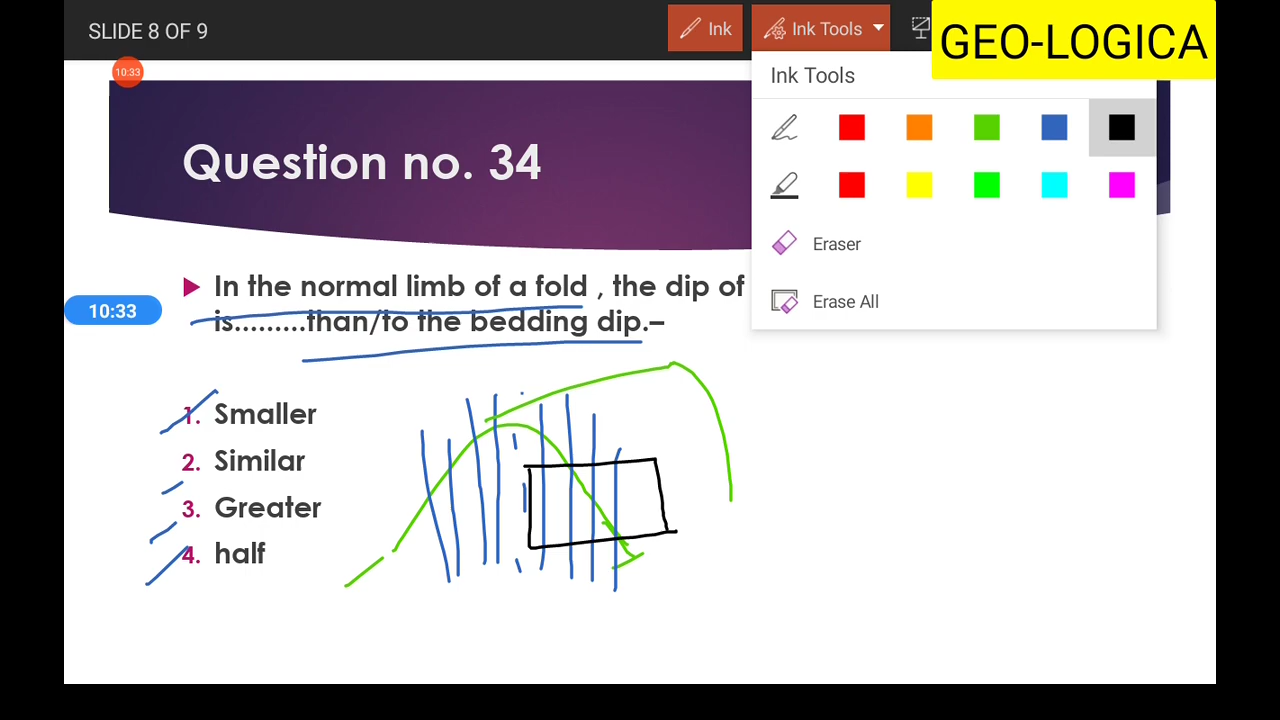 SLIDE 8 OF 9
Ink
Ink Tools
GEO-LOGICA
Ink Tools
10:33
Question no. 34
Eraser
Erase All
In the normal limb of a fold , the dip of
10:33
is.........than/to the bedding dip.–
1. Smaller
2. Similar
3. Greater
4. half